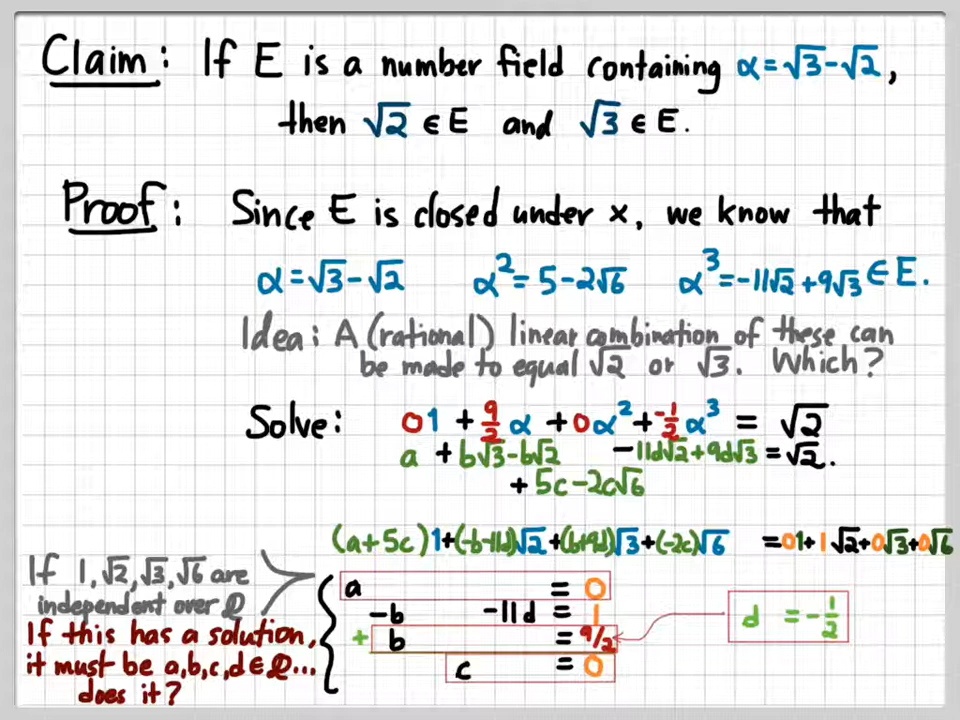 Claim: If E is a number field containing α = √3 - √2,
then √2 ∈ E and √3 ∈ E.
Proof: Since E is closed under ×, we know that
α = √3 - √2 α² = 5 - 2√6 α³ = -11√2 + 9√3 ∈ E.
Idea: A (rational) linear combination of these can
be made to equal √2 or √3. Which?
Solve: 0 1 + 9/2 α + 0 α² + -1/2 α³ = √2
a + b√3 - b√2 - 11d√2 + 9d√3 = √2.
+ 5c - 2c√6
(a+5c) 1 + (-b-11d)√2 + (b+9d)√3 + (-2c)√6 = 01 + 1√2 + 0√3 + 0√6
If 1, √2, √3, √6 are
independent over ℚ
If this has a solution,
it must be a,b,c,d ∈ ℚ...
does it?
a = 0
-b -11d = 1
+ b = 9/2
c = 0
d = -1/2